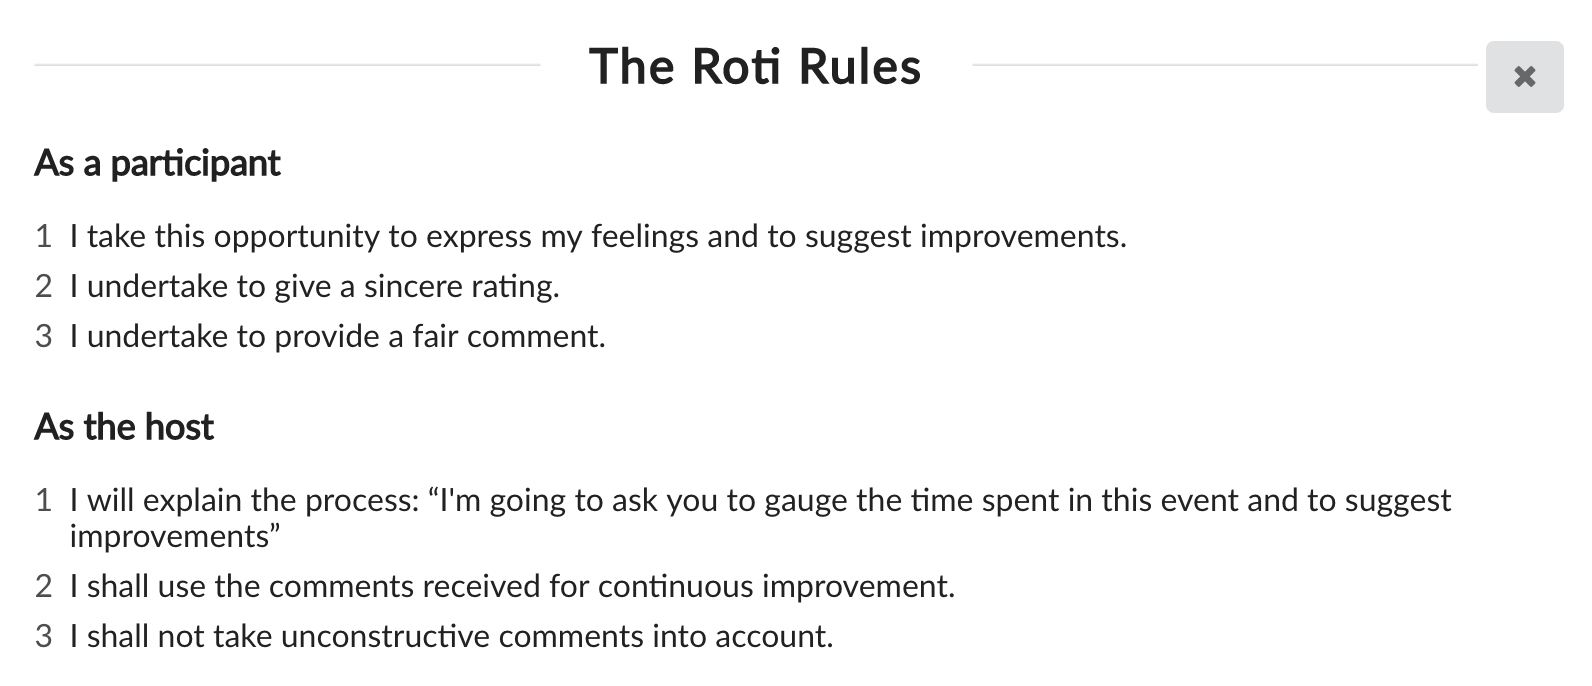 The Roti Rules
As a participant
1 I take this opportunity to express my feelings and to suggest improvements.
2 I undertake to give a sincere rating.
3 I undertake to provide a fair comment.
As the host
1 I will explain the process: “I'm going to ask you to gauge the time spent in this event and to suggest
improvements”
2 I shall use the comments received for continuous improvement.
3 I shall not take unconstructive comments into account.